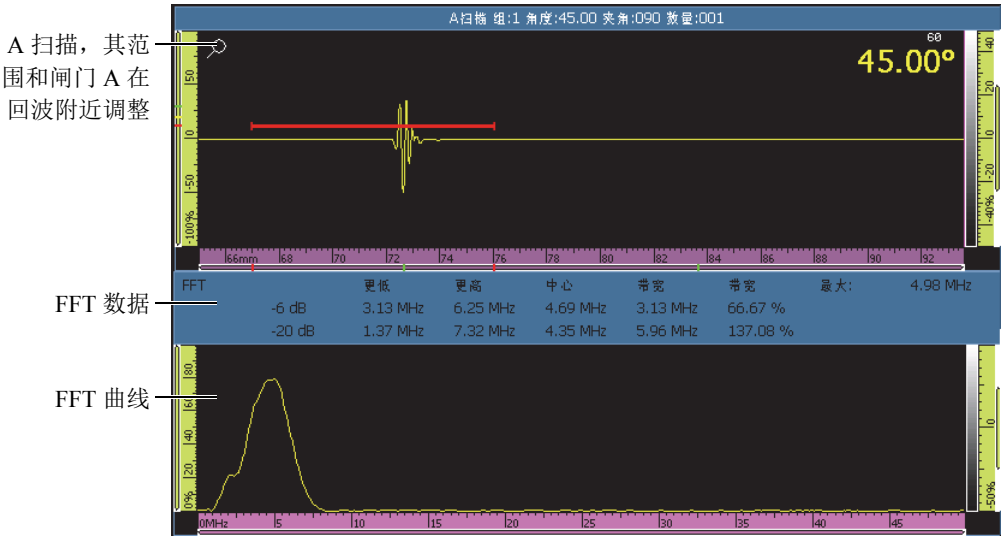 A扫描 组:1 角度:45.00 夹角:090 数量:001
A 扫描，其范
围和闸门 A 在
回波附近调整
60
45.00°
50
0
-50
-100%
40
20
0
-20
-40%
66mm 68 70 72 74 76 78 80 82 84 86 88 90 92
FFT 数据
FFT 更低 更高 中心 带宽 带宽 最大: 4.98 MHz
-6 dB 3.13 MHz 6.25 MHz 4.69 MHz 3.13 MHz 66.67 %
-20 dB 1.37 MHz 7.32 MHz 4.35 MHz 5.96 MHz 137.08 %
FFT 曲线
80
60
40
20
0%
0
-50%
0MHz 5 10 15 20 25 30 35 40 45